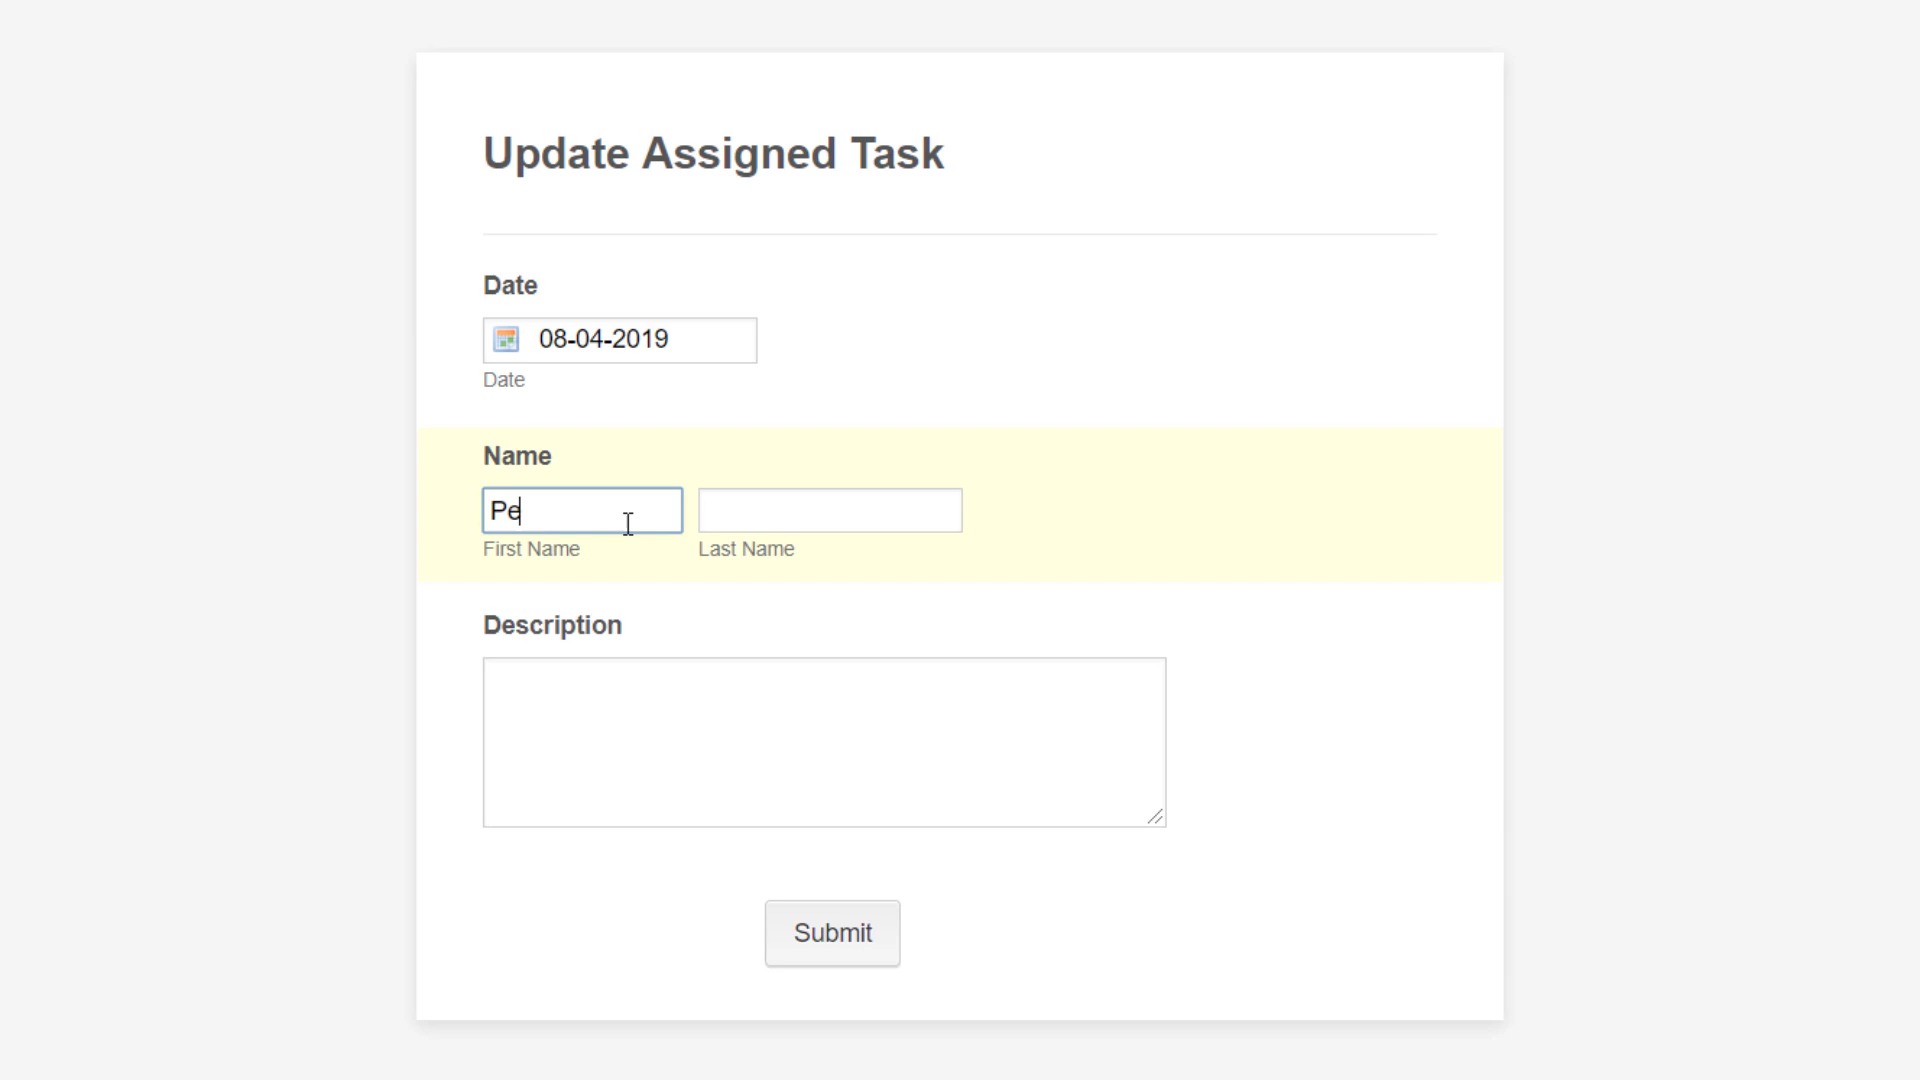 Update Assigned Task
Date
08-04-2019
Date
Name
Pe
First Name Last Name
Description
Submit